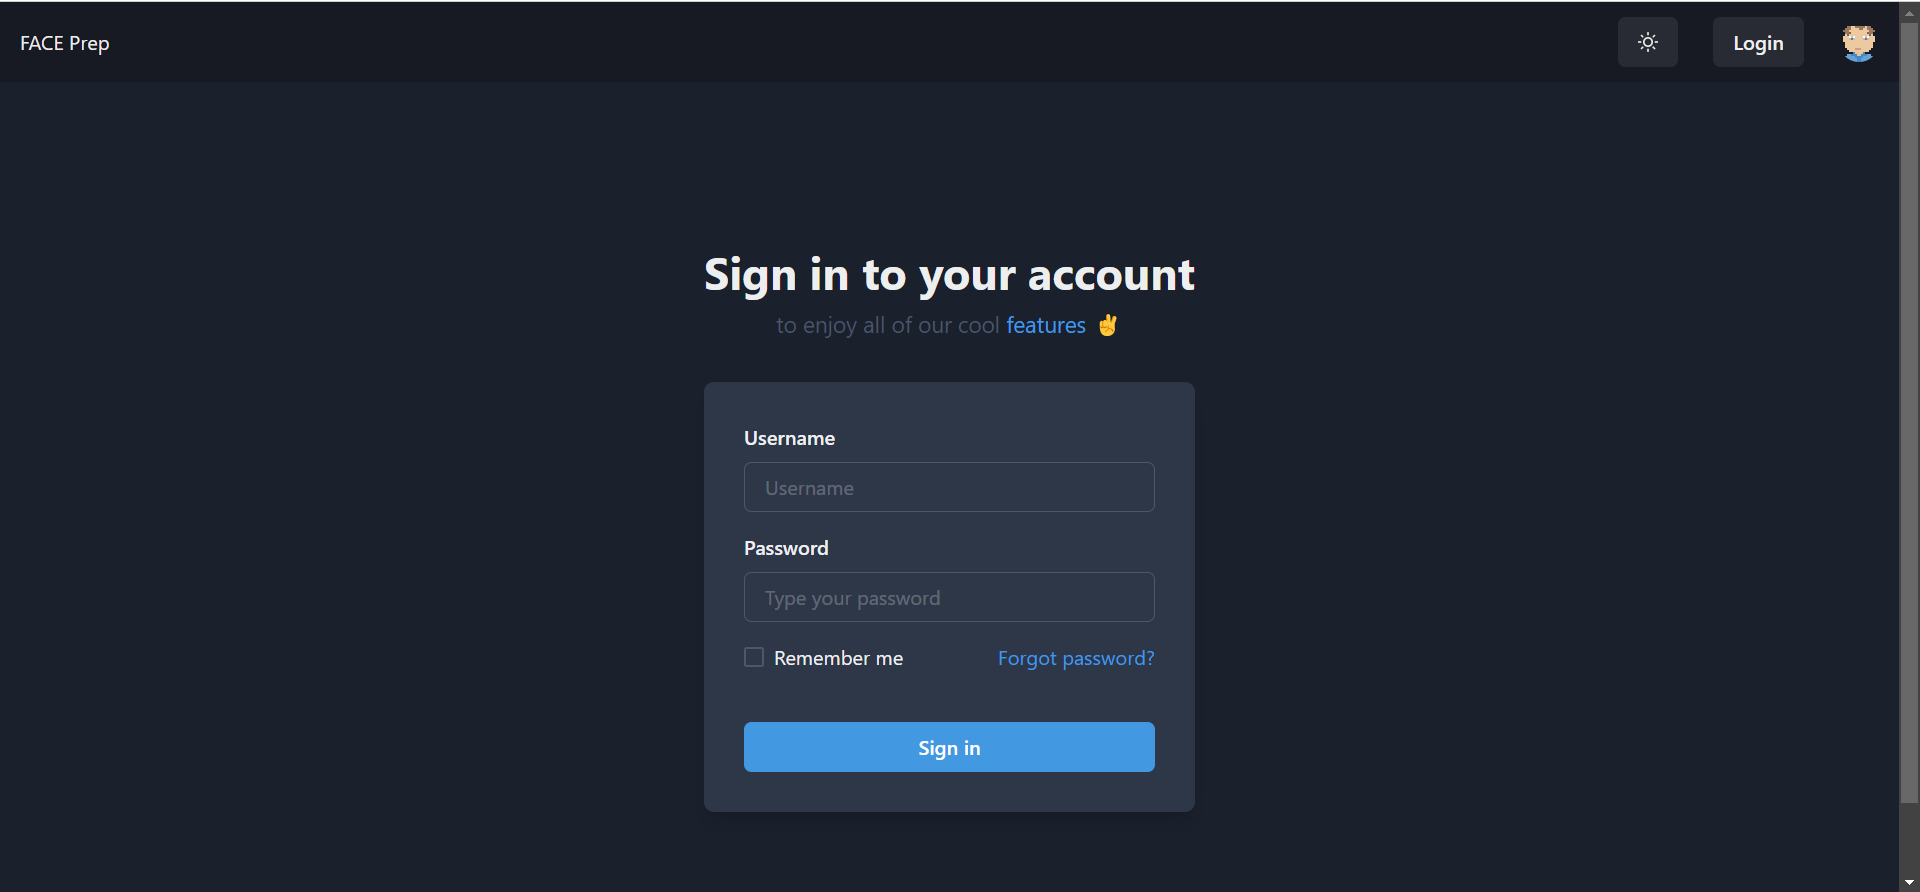 FACE Prep
Login
Sign in to your account
to enjoy all of our cool features ✌️
Username
Username
Password
Type your password
Remember me
Forgot password?
Sign in